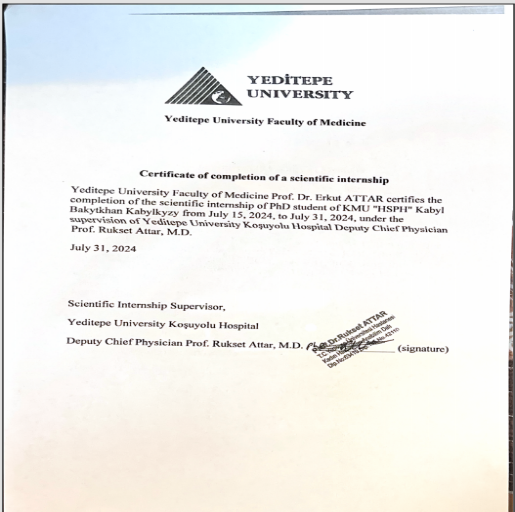 YEDİTEPE
UNIVERSITY
Yeditepe University Faculty of Medicine
Certificate of completion of a scientific internship
Yeditepe University Faculty of Medicine Prof. Dr. Erkut ATTAR certifies the
completion of the scientific internship of PhD student of KMU "HSPH" Kabyl
Bakytkhan Kabylkyzy from July 15, 2024, to July 31, 2024, under the
supervision of Yeditepe University Koşuyolu Hospital Deputy Chief Physician
Prof. Rukset Attar, M.D.
July 31, 2024
Scientific Internship Supervisor,
Yeditepe University Koşuyolu Hospital
Deputy Chief Physician Prof. Rukset Attar, M.D.
(signature)
Dr. Rukset ATTAR